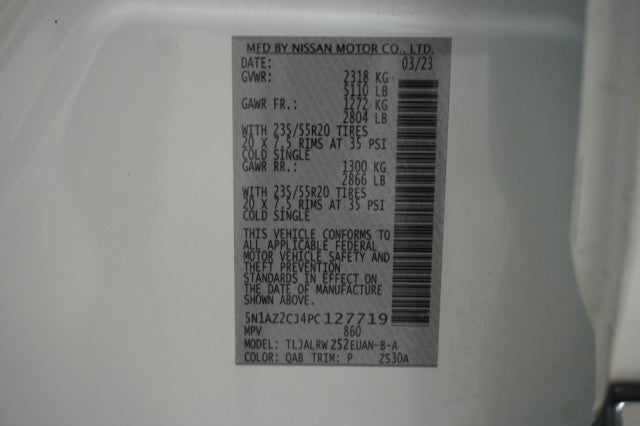 MFD BY NISSAN MOTOR CO., LTD.
DATE: 03/23
GVWR: 2318 KG
5110 LB
GAWR FR.: 1272 KG
2804 LB
WITH 235/55R20 TIRES
20 X 7.5 RIMS AT 35 PSI
COLD SINGLE
GAWR RR.: 1300 KG
2866 LB
WITH 235/55R20 TIRES
20 X 7.5 RIMS AT 35 PSI
COLD SINGLE
THIS VEHICLE CONFORMS TO
ALL APPLICABLE FEDERAL
MOTOR VEHICLE SAFETY AND
THEFT PREVENTION
STANDARDS IN EFFECT ON
THE DATE OF MANUFACTURE
SHOWN ABOVE.
5N1AZ2CJ4PC127719
MPV 860
MODEL: TLJALRWZS2EUAN-B-A
COLOR: QAB TRIM: P ZS30A